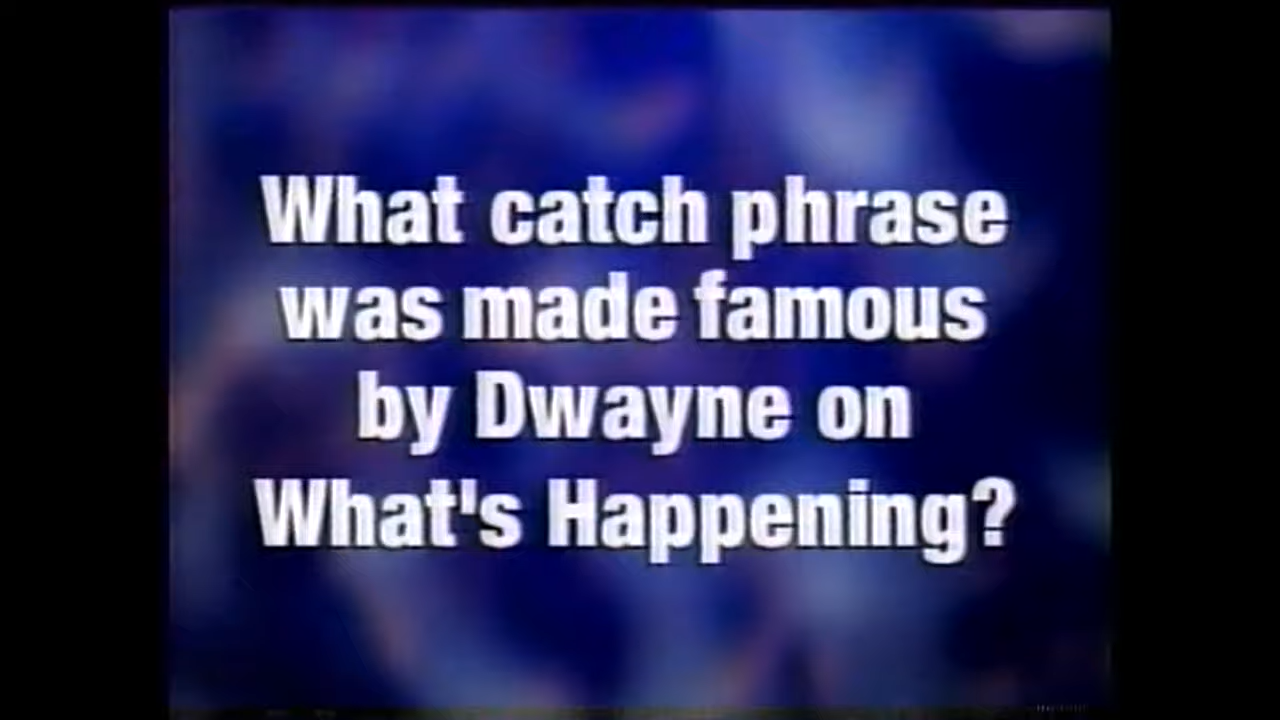 What catch phrase
was made famous
by Dwayne on
What's Happening?